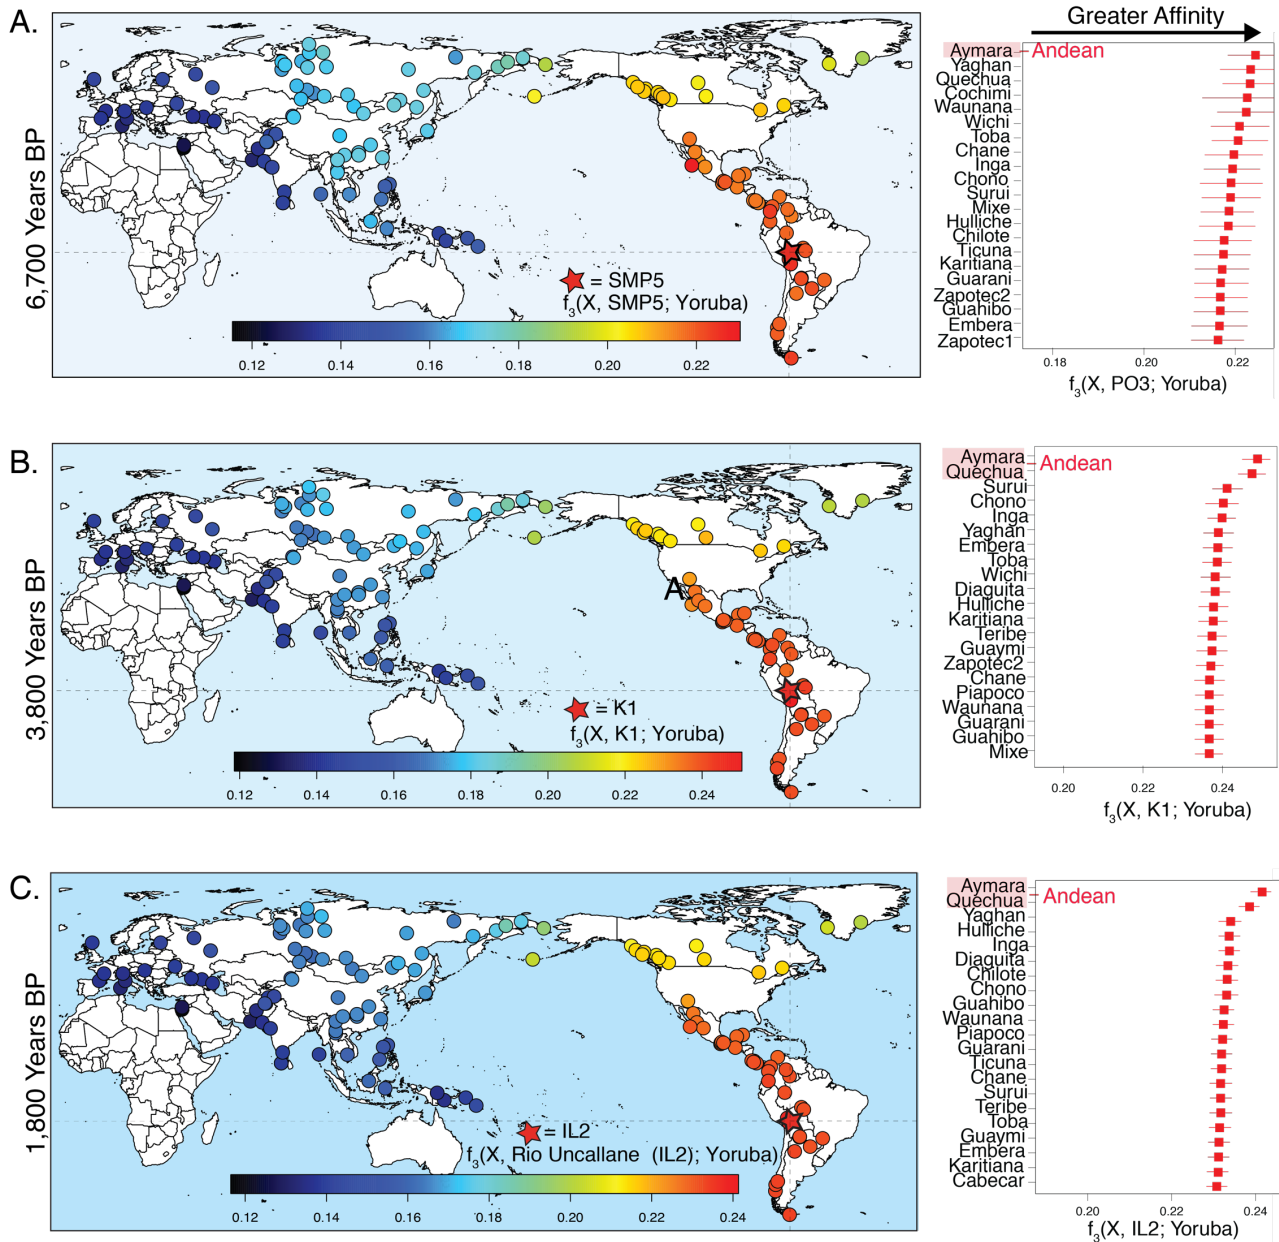 A.
6,700 Years BP
= SMP5
f3(X, SMP5; Yoruba)
0.12 0.14 0.16 0.18 0.20 0.22
Greater Affinity
Andean
Aymara
Yaghan
Quechua
Cochimi
Waunana
Wichi
Toba
Chane
Inga
Chono
Surui
Mixe
Hulliche
Chilote
Ticuna
Karitiana
Guarani
Zapotec2
Guahibo
Embera
Zapotec1
0.18 0.20 0.22
f3(X, PO3; Yoruba)
B.
3,800 Years BP
A
= K1
f3(X, K1; Yoruba)
0.12 0.14 0.16 0.18 0.20 0.22 0.24
Andean
Aymara
Quechua
Surui
Chono
Inga
Yaghan
Embera
Toba
Wichi
Diaguita
Hulliche
Karitiana
Teribe
Guaymi
Zapotec2
Chane
Piapoco
Waunana
Guarani
Guahibo
Mixe
0.20 0.22 0.24
f3(X, K1; Yoruba)
C.
1,800 Years BP
= IL2
f3(X, Rio Uncallane (IL2); Yoruba)
0.12 0.14 0.16 0.18 0.20 0.22 0.24
Andean
Aymara
Quechua
Yaghan
Hulliche
Inga
Diaguita
Chilote
Chono
Guahibo
Waunana
Piapoco
Guarani
Ticuna
Chane
Surui
Teribe
Toba
Guaymi
Embera
Karitiana
Cabecar
0.20 0.22 0.24
f3(X, IL2; Yoruba)